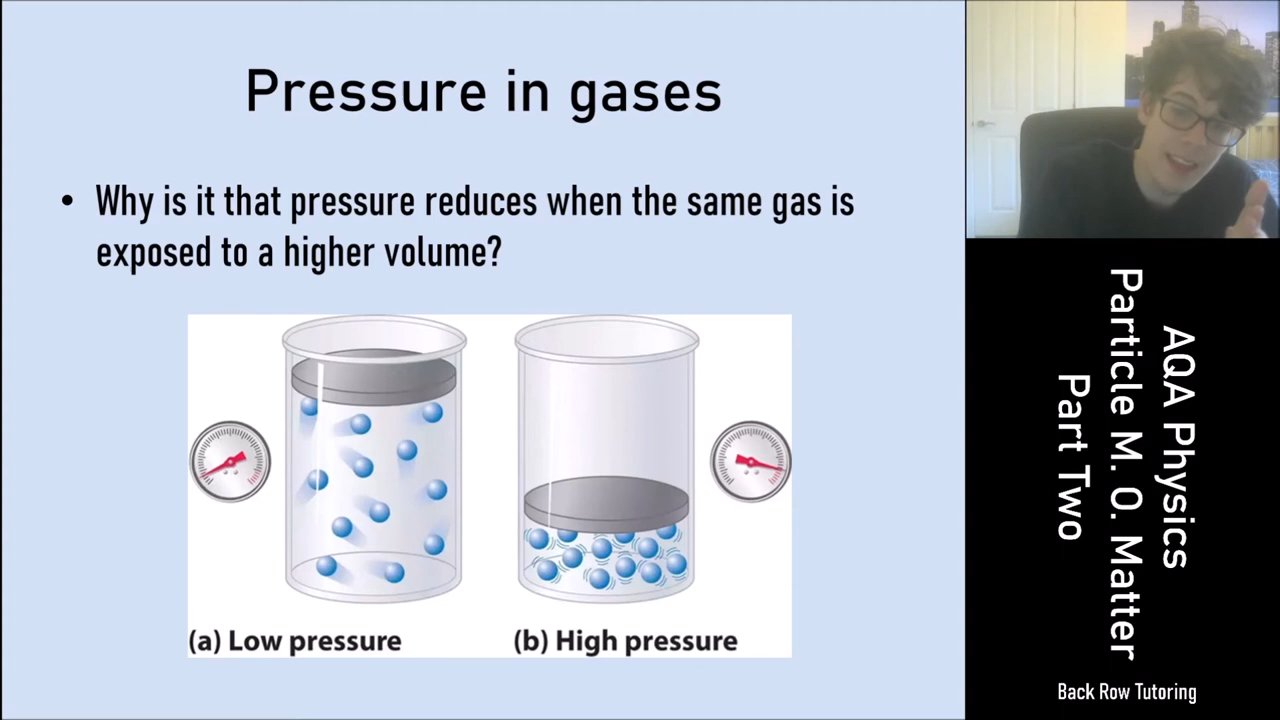 Pressure in gases
• Why is it that pressure reduces when the same gas is
exposed to a higher volume?
(a) Low pressure
(b) High pressure
AQA Physics
Particle M. O. Matter
Part Two
Back Row Tutoring